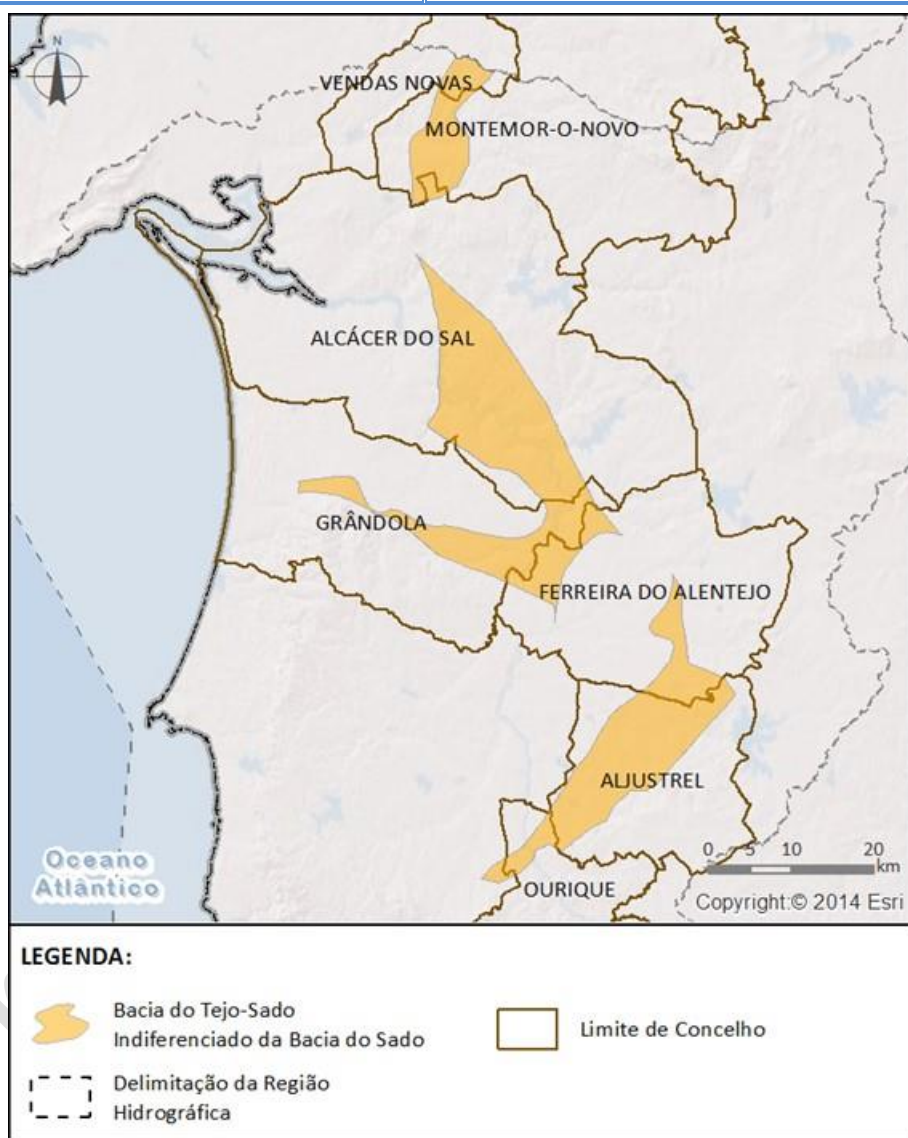 N
VENDAS NOVAS
MONTEMOR-O-NOVO
ALCÁCER DO SAL
GRÂNDOLA
FERREIRA DO ALENTEJO
ALJUSTREL
OURIQUE
Oceano
Atlântico
0 5 10 20
km
Copyright:© 2014 Esri
LEGENDA:
Bacia do Tejo-Sado
Indiferenciado da Bacia do Sado
Limite de Concelho
Delimitação da Região
Hidrográfica